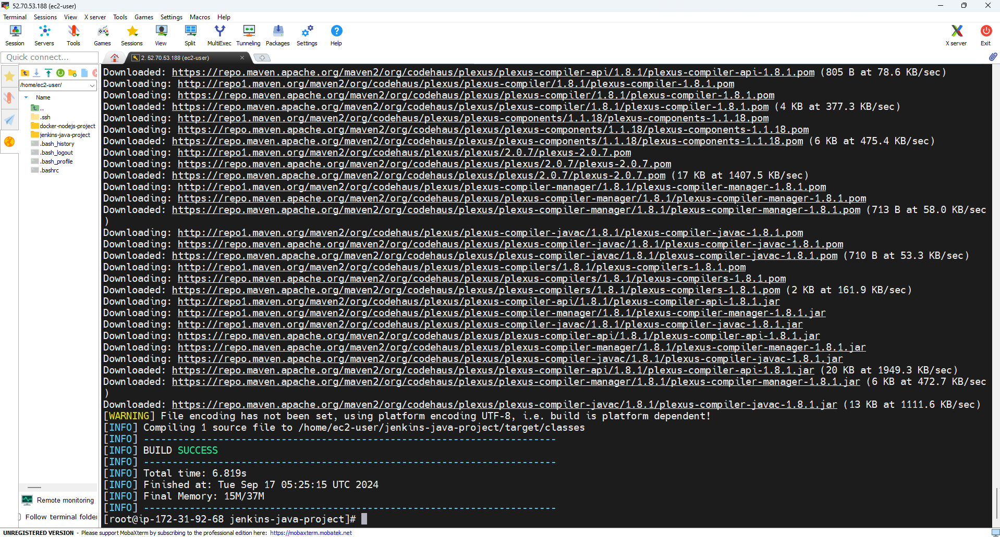 52.70.53.188 (ec2-user)
Terminal Sessions View X server Tools Games Settings Macros Help
Session Servers Tools Games Sessions View Split MultiExec Tunneling Packages Settings Help X server Exit
Quick connect...
2. 52.70.53.188 (ec2-user)
/home/ec2-user/
Name
..
.ssh
docker-nodejs-project
jenkins-java-project
.bash_history
.bash_logout
.bash_profile
.bashrc
Remote monitoring
Follow terminal folder
Downloaded: https://repo.maven.apache.org/maven2/org/codehaus/plexus/plexus-compiler-api/1.8.1/plexus-compiler-api-1.8.1.pom (805 B at 78.6 KB/sec)
Downloading: http://repo1.maven.org/maven2/org/codehaus/plexus/plexus-compiler/1.8.1/plexus-compiler-1.8.1.pom
Downloading: https://repo.maven.apache.org/maven2/org/codehaus/plexus/plexus-compiler/1.8.1/plexus-compiler-1.8.1.pom
Downloaded: https://repo.maven.apache.org/maven2/org/codehaus/plexus/plexus-compiler/1.8.1/plexus-compiler-1.8.1.pom (4 KB at 377.3 KB/sec)
Downloading: http://repo1.maven.org/maven2/org/codehaus/plexus/plexus-components/1.1.18/plexus-components-1.1.18.pom
Downloading: https://repo.maven.apache.org/maven2/org/codehaus/plexus/plexus-components/1.1.18/plexus-components-1.1.18.pom
Downloaded: https://repo.maven.apache.org/maven2/org/codehaus/plexus/plexus-components/1.1.18/plexus-components-1.1.18.pom (6 KB at 475.4 KB/sec)
Downloading: http://repo1.maven.org/maven2/org/codehaus/plexus/plexus/2.0.7/plexus-2.0.7.pom
Downloading: https://repo.maven.apache.org/maven2/org/codehaus/plexus/plexus/2.0.7/plexus-2.0.7.pom
Downloaded: https://repo.maven.apache.org/maven2/org/codehaus/plexus/plexus/2.0.7/plexus-2.0.7.pom (17 KB at 1407.5 KB/sec)
Downloading: http://repo1.maven.org/maven2/org/codehaus/plexus/plexus-compiler-manager/1.8.1/plexus-compiler-manager-1.8.1.pom
Downloading: https://repo.maven.apache.org/maven2/org/codehaus/plexus/plexus-compiler-manager/1.8.1/plexus-compiler-manager-1.8.1.pom
Downloaded: https://repo.maven.apache.org/maven2/org/codehaus/plexus/plexus-compiler-manager/1.8.1/plexus-compiler-manager-1.8.1.pom (713 B at 58.0 KB/sec
)
Downloading: http://repo1.maven.org/maven2/org/codehaus/plexus/plexus-compiler-javac/1.8.1/plexus-compiler-javac-1.8.1.pom
Downloading: https://repo.maven.apache.org/maven2/org/codehaus/plexus/plexus-compiler-javac/1.8.1/plexus-compiler-javac-1.8.1.pom
Downloaded: https://repo.maven.apache.org/maven2/org/codehaus/plexus/plexus-compiler-javac/1.8.1/plexus-compiler-javac-1.8.1.pom (710 B at 53.3 KB/sec)
Downloading: http://repo1.maven.org/maven2/org/codehaus/plexus/plexus-compilers/1.8.1/plexus-compilers-1.8.1.pom
Downloading: https://repo.maven.apache.org/maven2/org/codehaus/plexus/plexus-compilers/1.8.1/plexus-compilers-1.8.1.pom
Downloaded: https://repo.maven.apache.org/maven2/org/codehaus/plexus/plexus-compilers/1.8.1/plexus-compilers-1.8.1.pom (2 KB at 161.9 KB/sec)
Downloading: http://repo1.maven.org/maven2/org/codehaus/plexus/plexus-compiler-api/1.8.1/plexus-compiler-api-1.8.1.jar
Downloading: http://repo1.maven.org/maven2/org/codehaus/plexus/plexus-compiler-manager/1.8.1/plexus-compiler-manager-1.8.1.jar
Downloading: http://repo1.maven.org/maven2/org/codehaus/plexus/plexus-compiler-javac/1.8.1/plexus-compiler-javac-1.8.1.jar
Downloading: https://repo.maven.apache.org/maven2/org/codehaus/plexus/plexus-compiler-api/1.8.1/plexus-compiler-api-1.8.1.jar
Downloading: https://repo.maven.apache.org/maven2/org/codehaus/plexus/plexus-compiler-manager/1.8.1/plexus-compiler-manager-1.8.1.jar
Downloading: https://repo.maven.apache.org/maven2/org/codehaus/plexus/plexus-compiler-javac/1.8.1/plexus-compiler-javac-1.8.1.jar
Downloaded: https://repo.maven.apache.org/maven2/org/codehaus/plexus/plexus-compiler-api/1.8.1/plexus-compiler-api-1.8.1.jar (20 KB at 1949.3 KB/sec)
Downloaded: https://repo.maven.apache.org/maven2/org/codehaus/plexus/plexus-compiler-manager/1.8.1/plexus-compiler-manager-1.8.1.jar (6 KB at 472.7 KB/sec
)
Downloaded: https://repo.maven.apache.org/maven2/org/codehaus/plexus/plexus-compiler-javac/1.8.1/plexus-compiler-javac-1.8.1.jar (13 KB at 1111.6 KB/sec)
[WARNING] File encoding has not been set, using platform encoding UTF-8, i.e. build is platform dependent!
[INFO] Compiling 1 source file to /home/ec2-user/jenkins-java-project/target/classes
[INFO] ------------------------------------------------------------------------
[INFO] BUILD SUCCESS
[INFO] ------------------------------------------------------------------------
[INFO] Total time: 6.819s
[INFO] Finished at: Tue Sep 17 05:25:15 UTC 2024
[INFO] Final Memory: 15M/37M
[INFO] ------------------------------------------------------------------------
[root@ip-172-31-92-68 jenkins-java-project]#
UNREGISTERED VERSION - Please support MobaXterm by subscribing to the professional edition here: https://mobaxterm.mobatek.net